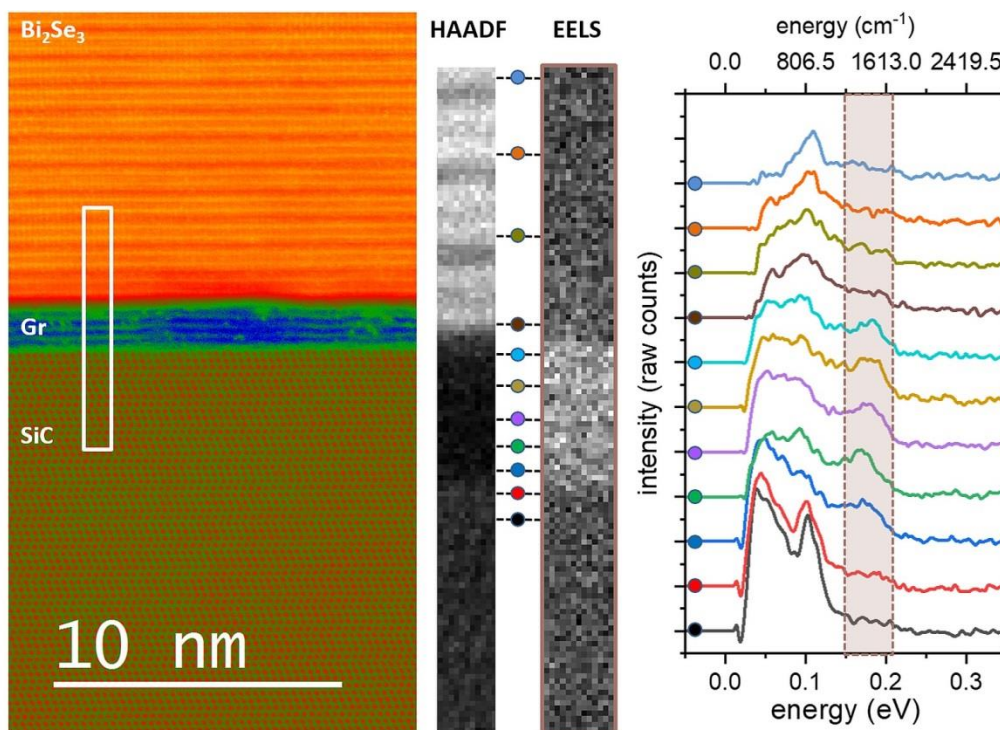 Bi₂Se₃
Gr
SiC
10 nm
HAADF
EELS
energy (cm⁻¹)
0.0 806.5 1613.0 2419.5
intensity (raw counts)
0.0 0.1 0.2 0.3
energy (eV)